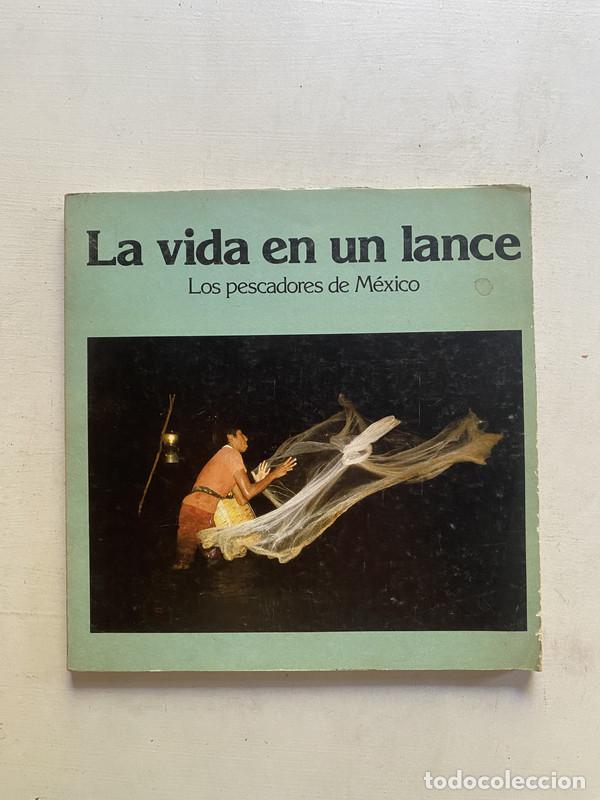 La vida en un lance
Los pescadores de México
todocoleccion